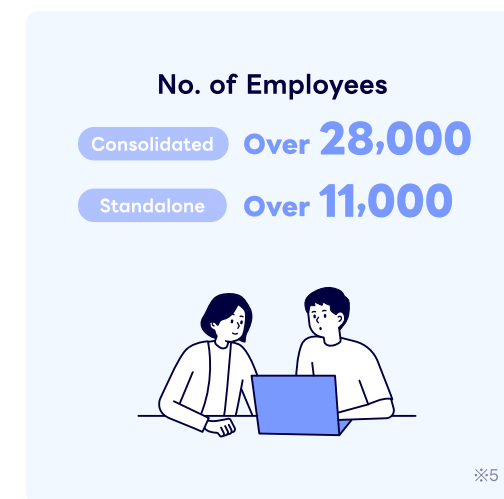 No. of Employees
Consolidated Over 28,000
Standalone Over 11,000
※5